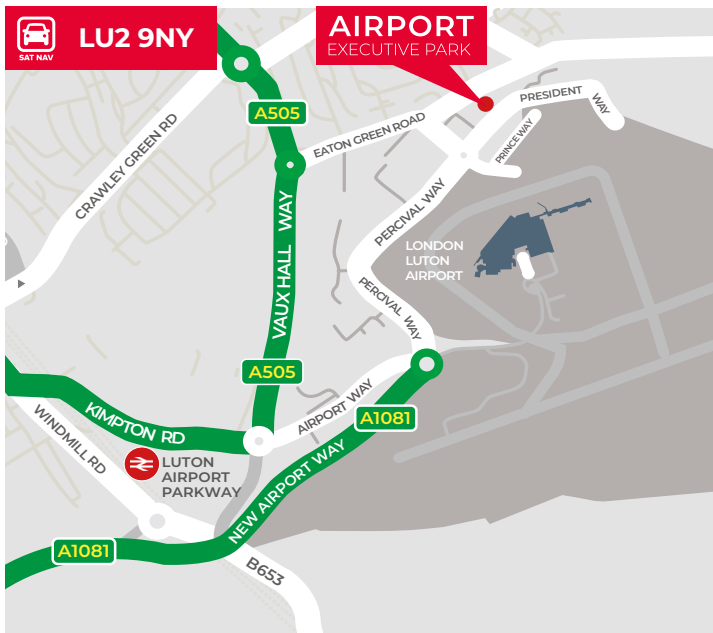 SAT NAV
LU2 9NY
AIRPORT
EXECUTIVE PARK
A505
EATON GREEN ROAD
PRESIDENT
WAY
PRINCE WAY
CRAWLEY GREEN RD
PERCIVAL WAY
VAUXHALL WAY
LONDON
LUTON
AIRPORT
PERCIVAL WAY
A505
AIRPORT WAY
A1081
KIMPTON RD
WINDMILL RD
LUTON
AIRPORT
PARKWAY
NEW AIRPORT WAY
A1081
B653